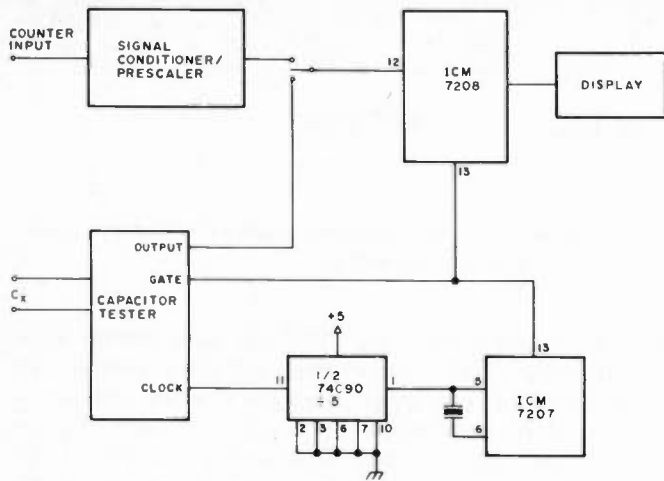 COUNTER
INPUT
SIGNAL
CONDITIONER/
PRESCALER
12
ICM
7208
13
DISPLAY
OUTPUT
GATE
Cx
CAPACITOR
TESTER
CLOCK
+5
11
1/2
74C90
÷ 5
1
2
3
6
7
10
13
5
6
ICM
7207